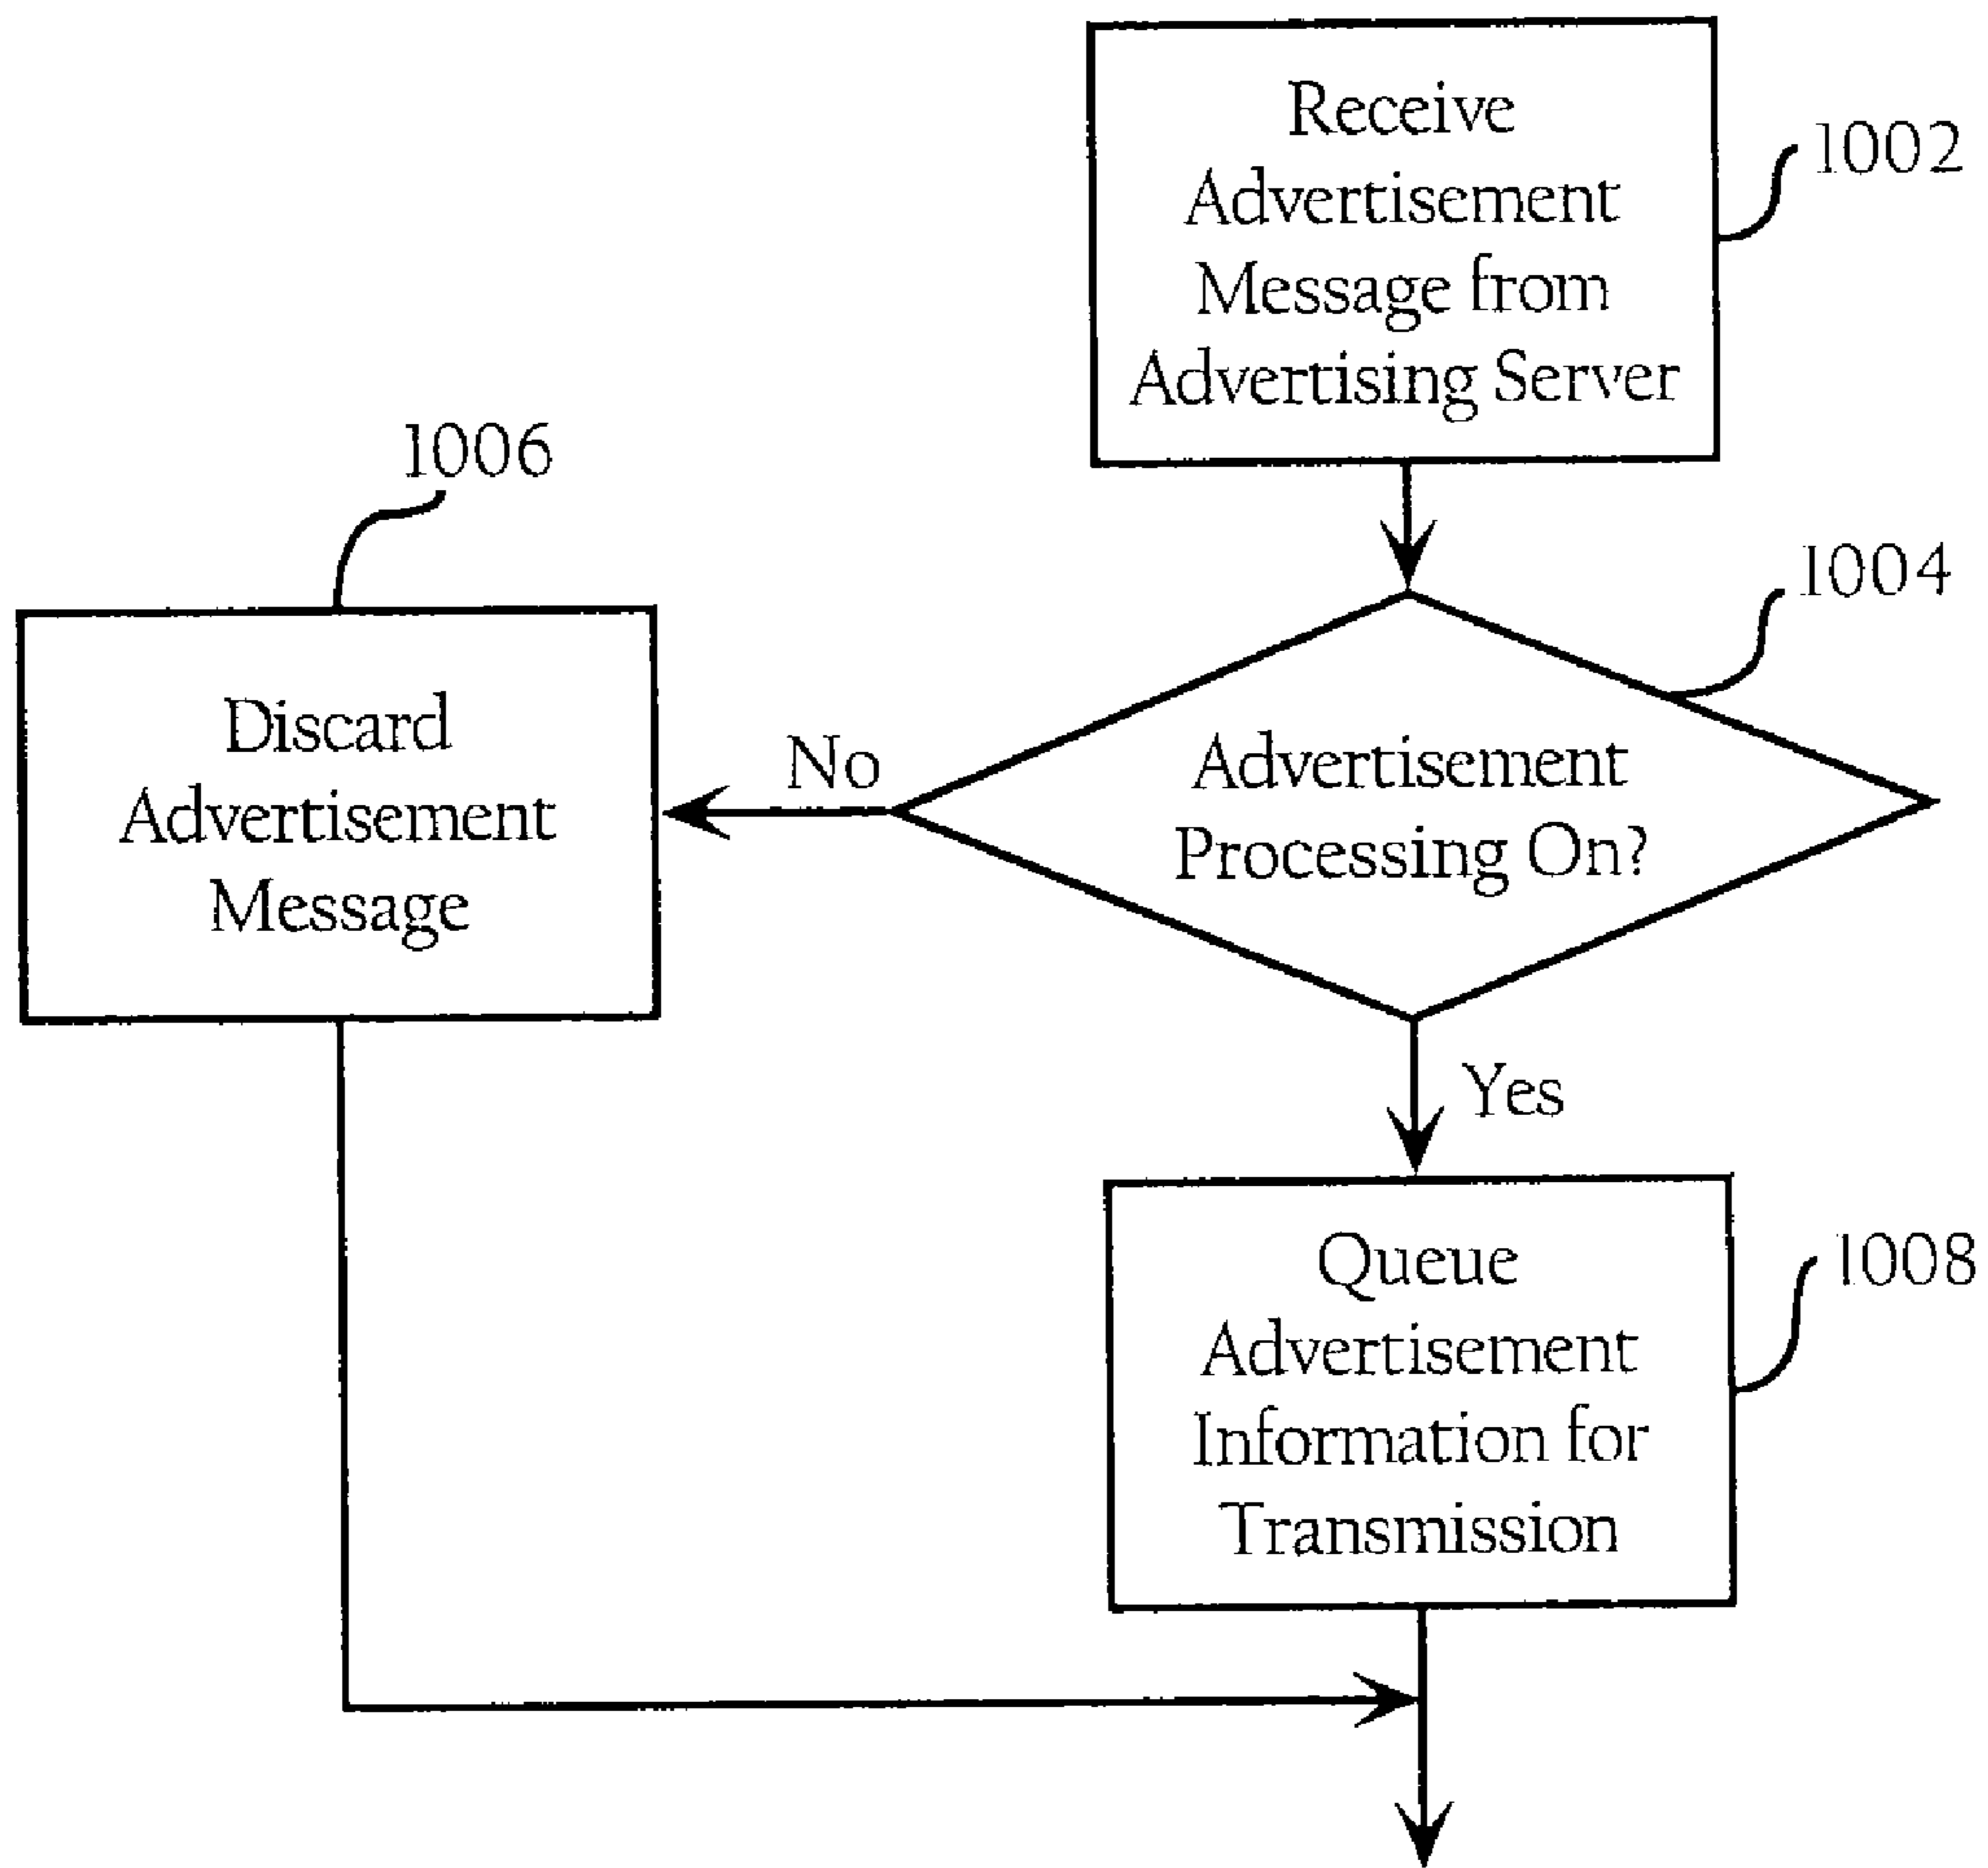 Receive
Advertisement
Message from
Advertising Server
1002
1006
1004
Discard
Advertisement
Message
No
Advertisement
Processing On?
Yes
Queue
Advertisement
Information for
Transmission
1008